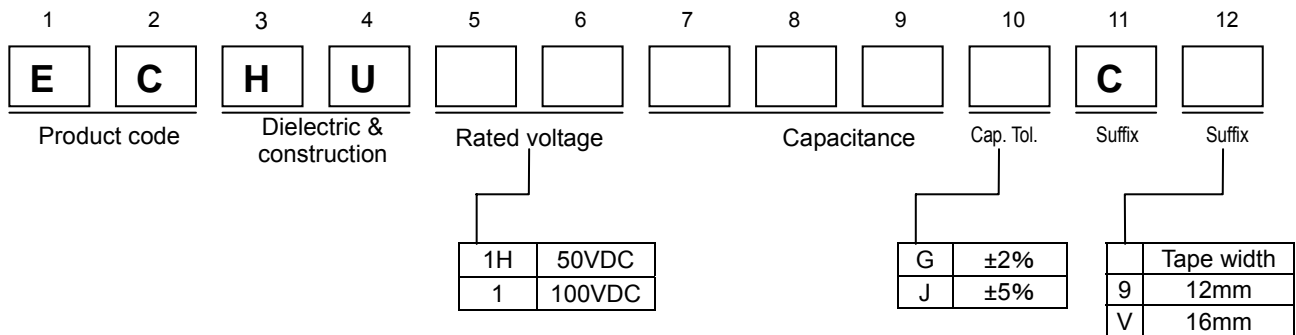 1 2 3 4 5 6 7 8 9 10 11 12
E C H U C
Product code Dielectric & construction Rated voltage Capacitance Cap. Tol. Suffix Suffix
1H 50VDC
1 100VDC
G ±2%
J ±5%
Tape width
9 12mm
V 16mm